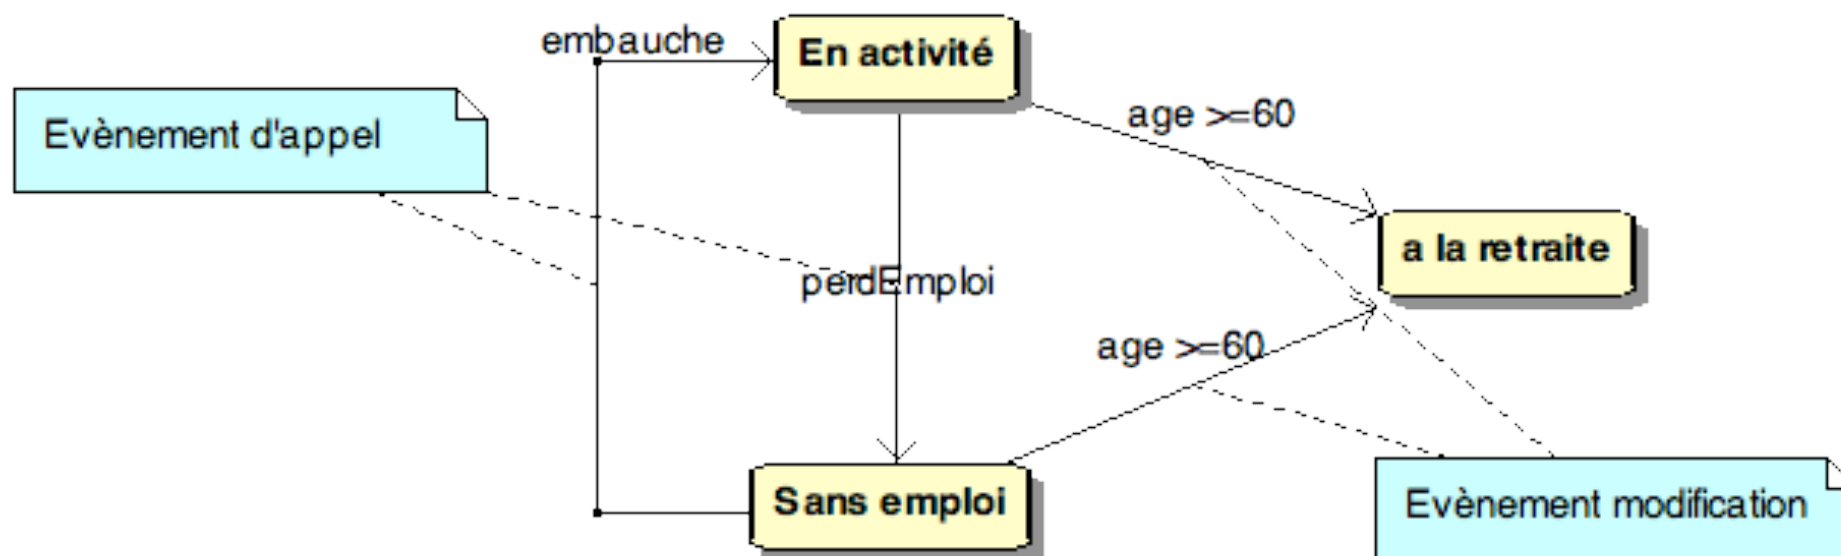 embauche
En activité
Evènement d'appel
age >=60
a la retraite
perdEmploi
age >=60
Sans emploi
Evènement modification